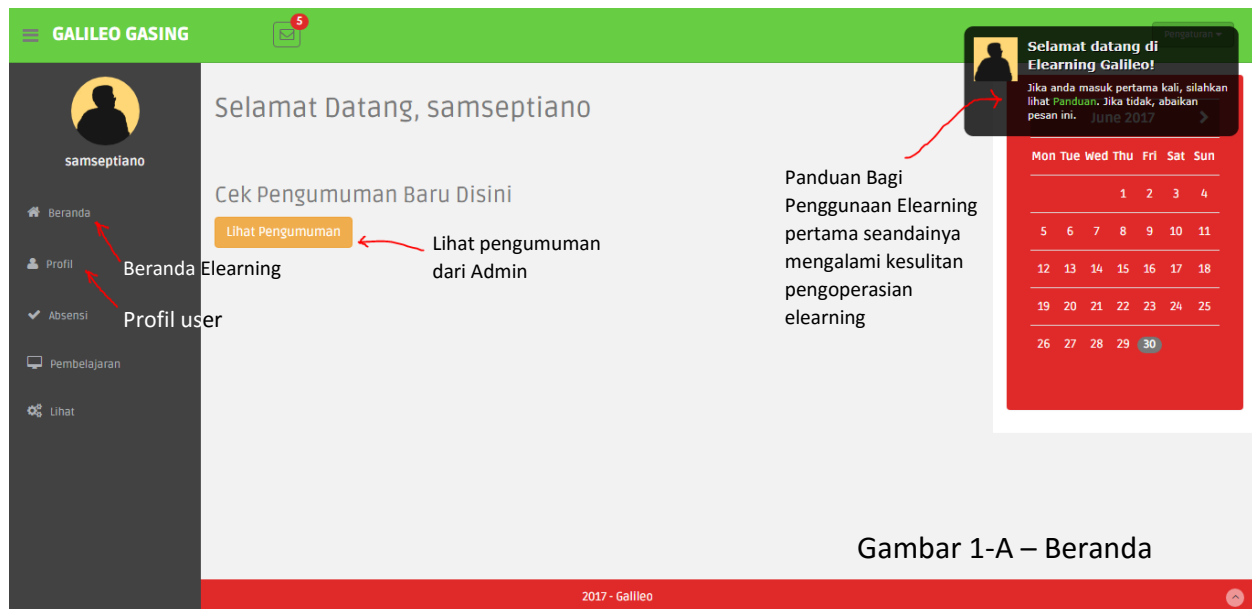 GALILEO GASING
5
Pengaturan
Selamat datang di
Elearning Galileo!
Jika anda masuk pertama kali, silahkan
lihat Panduan. Jika tidak, abaikan
pesan ini.
samseptiano
Beranda
Profil
Absensi
Pembelajaran
Lihat
Selamat Datang, samseptiano
Cek Pengumuman Baru Disini
Lihat Pengumuman
Lihat pengumuman
dari Admin
Beranda Elearning
Profil user
Panduan Bagi
Penggunaan Elearning
pertama seandainya
mengalami kesulitan
pengoperasian
elearning
June 2017
Mon Tue Wed Thu Fri Sat Sun
1 2 3 4
5 6 7 8 9 10 11
12 13 14 15 16 17 18
19 20 21 22 23 24 25
26 27 28 29 30
Gambar 1-A – Beranda
2017 - Galileo